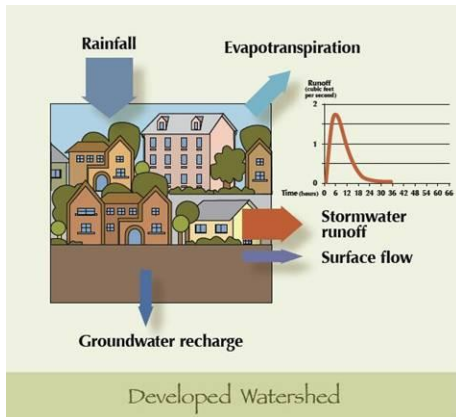 Rainfall
Evapotranspiration
Runoff
(cubic feet
per second)
2
1
0
Time (hours) 0 6 12 18 24 30 36 42 48 54 60 66
Stormwater
runoff
Surface flow
Groundwater recharge
Developed Watershed